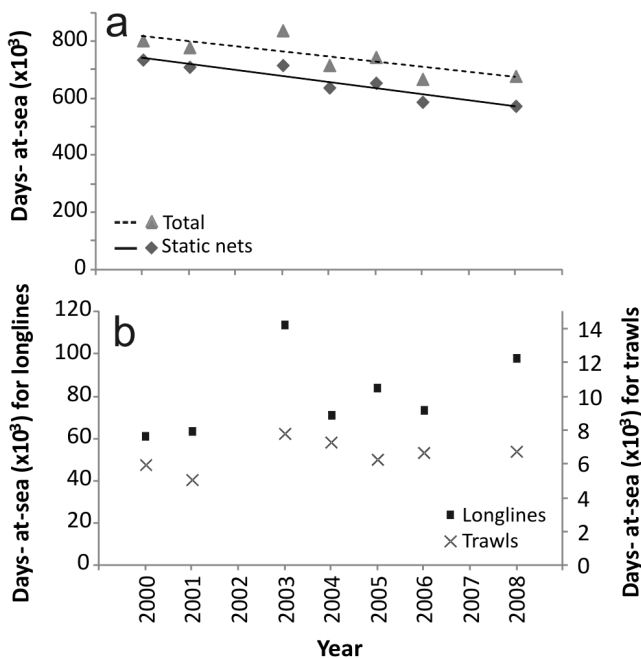 a
Days- at-sea (x10³)
800
600
400
200
0
Total
Static nets
b
Days- at-sea (x10³) for longlines
120
100
80
60
40
20
0
Days- at-sea (x10³) for trawls
14
12
10
8
6
4
2
0
Longlines
Trawls
2000
2001
2002
2003
2004
2005
2006
2007
2008
Year